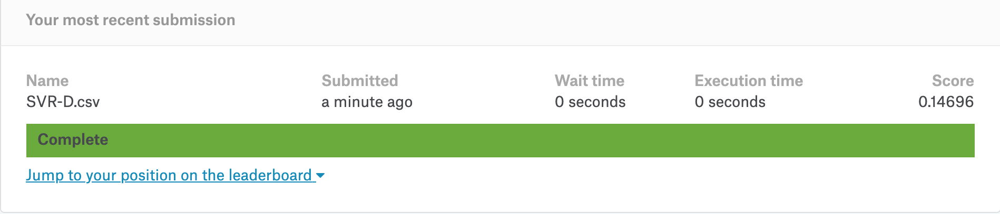 Your most recent submission
Name Submitted Wait time Execution time Score
SVR-D.csv a minute ago 0 seconds 0 seconds 0.14696
Complete
Jump to your position on the leaderboard